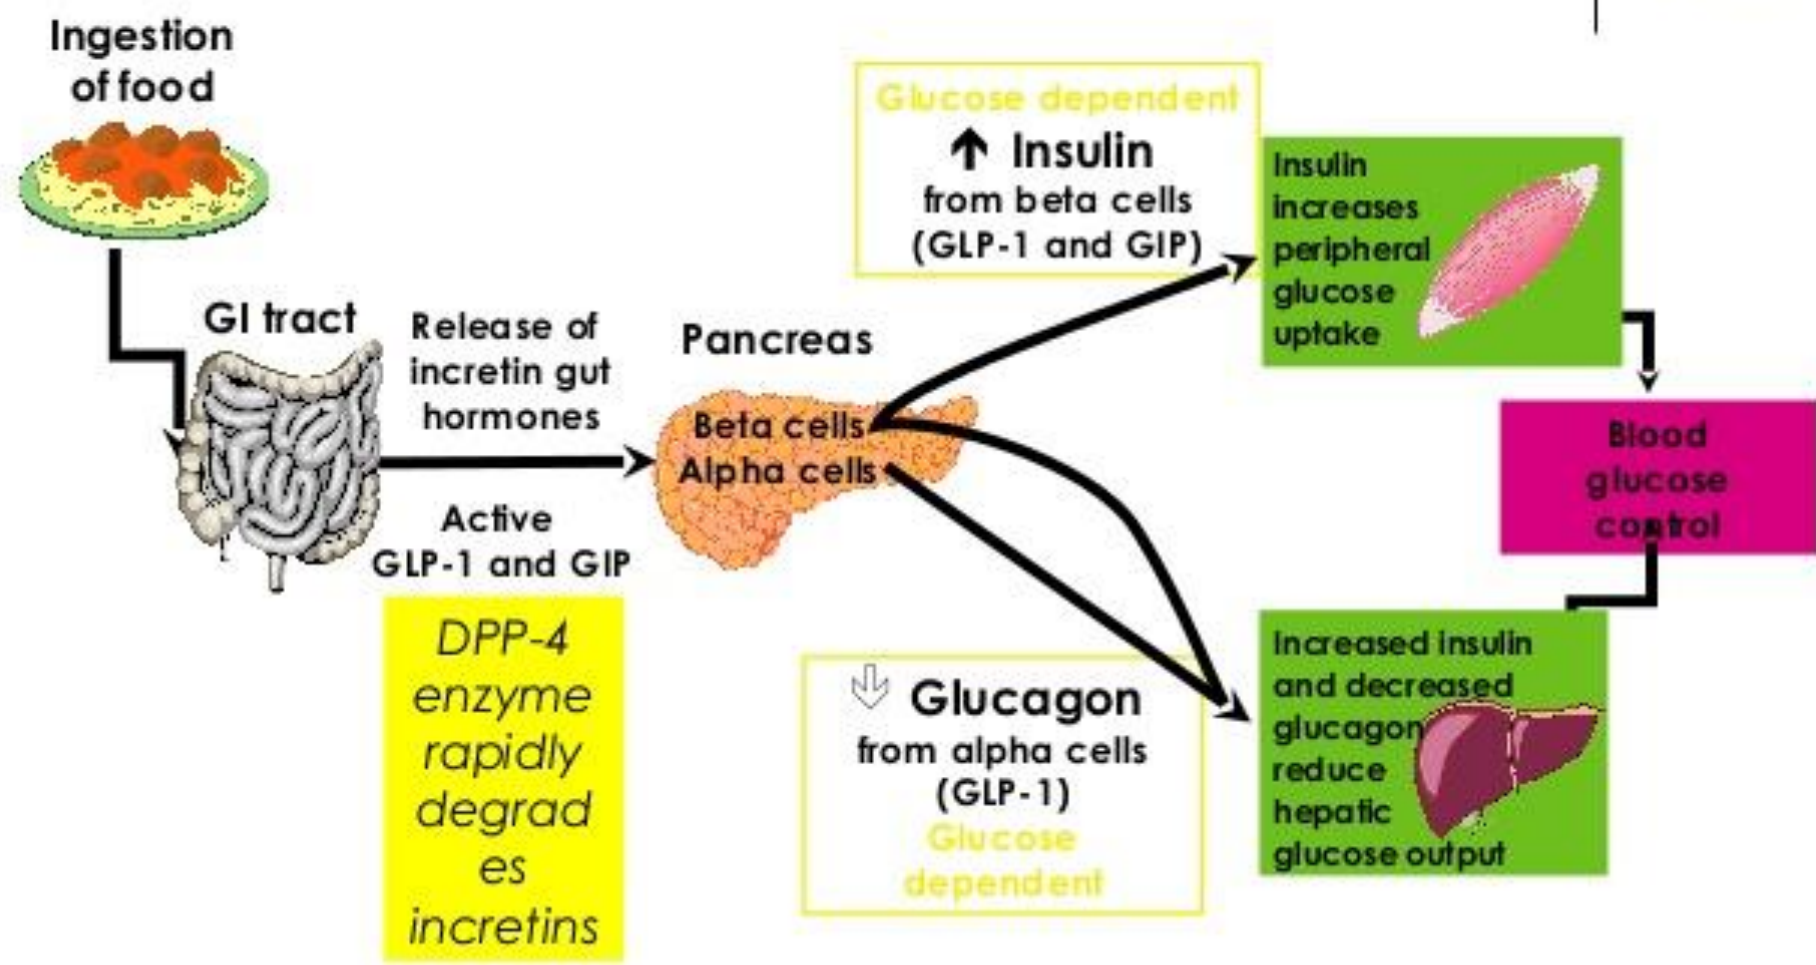 Ingestion
of food
GI tract
Release of
incretin gut
hormones
Active
GLP-1 and GIP
DPP-4
enzyme
rapidly
degrad
es
incretins
Pancreas
Beta cells
Alpha cells
Glucose dependent
Insulin
from beta cells
(GLP-1 and GIP)
Glucagon
from alpha cells
(GLP-1)
Glucose
dependent
Insulin
increases
peripheral
glucose
uptake
Blood
glucose
control
Increased insulin
and decreased
glucagon
reduce
hepatic
glucose output